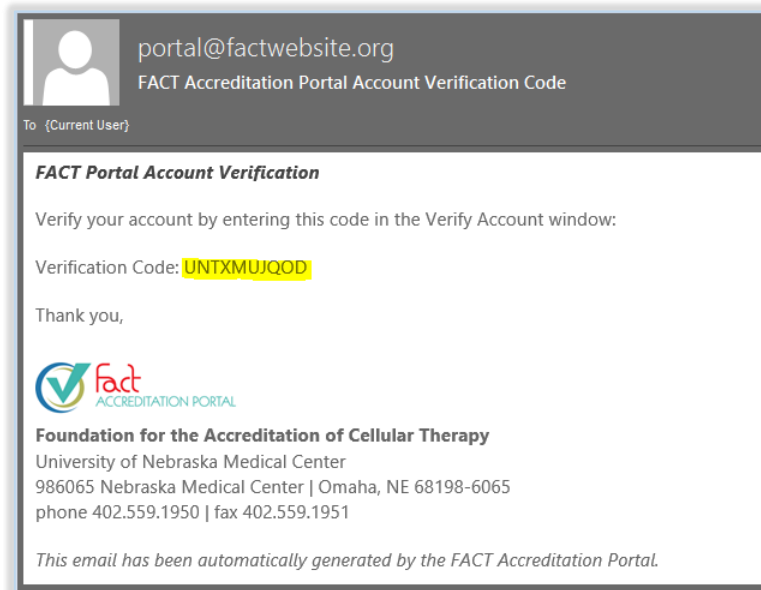 portal@factwebsite.org
FACT Accreditation Portal Account Verification Code
To {Current User}
FACT Portal Account Verification
Verify your account by entering this code in the Verify Account window:
Verification Code: UNTXMUJQOD
Thank you,
fact
ACCREDITATION PORTAL
Foundation for the Accreditation of Cellular Therapy
University of Nebraska Medical Center
986065 Nebraska Medical Center | Omaha, NE 68198-6065
phone 402.559.1950 | fax 402.559.1951
This email has been automatically generated by the FACT Accreditation Portal.